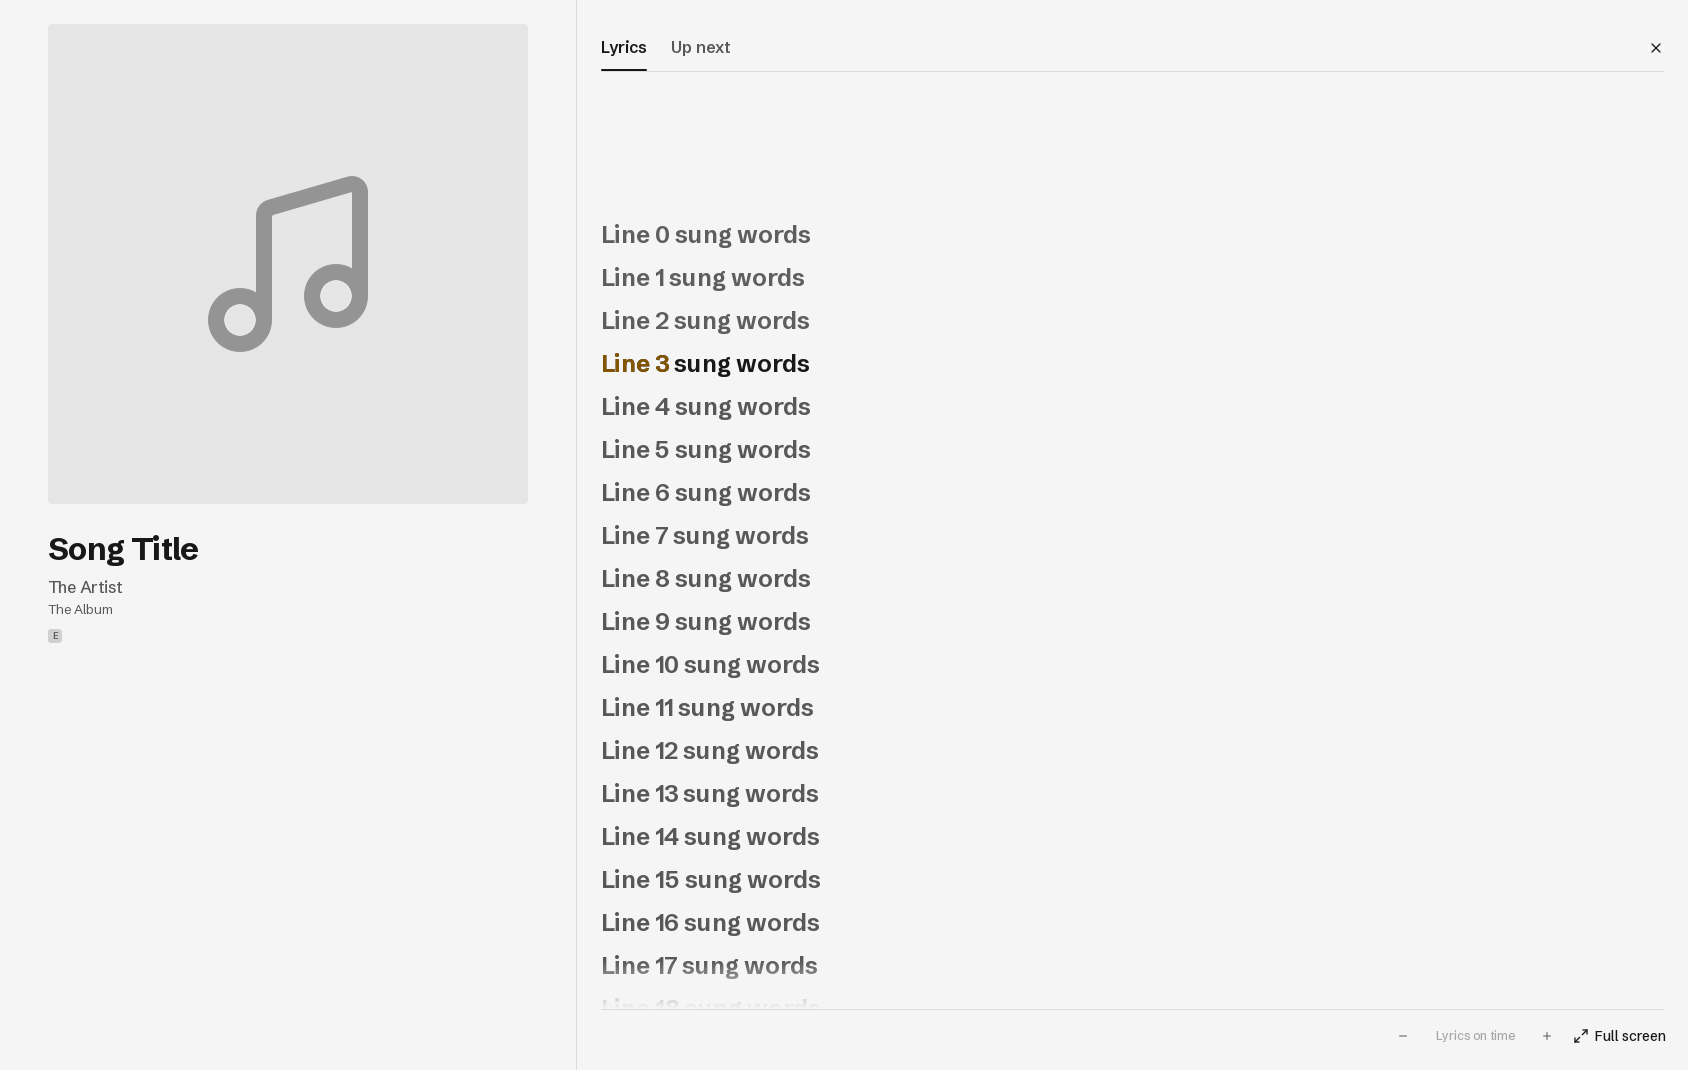 Song Title
The Artist
The Album
E
Lyrics
Up next
Line 0 sung words
Line 1 sung words
Line 2 sung words
Line 3 sung words
Line 4 sung words
Line 5 sung words
Line 6 sung words
Line 7 sung words
Line 8 sung words
Line 9 sung words
Line 10 sung words
Line 11 sung words
Line 12 sung words
Line 13 sung words
Line 14 sung words
Line 15 sung words
Line 16 sung words
Line 17 sung words
Line 18 sung words
Lyrics on time
Full screen